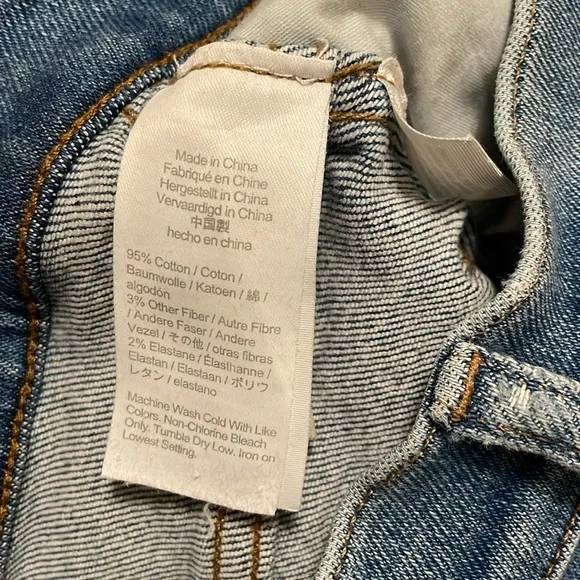 Made in China
Fabriqué en Chine
Hergestellt in China
Vervaardigd in China
中国製
hecho en china
95% Cotton / Coton /
Baumwolle / Katoen / 綿 /
algodón
3% Other Fiber / Autre Fibre
/ Andere Faser / Andere
Vezel / その他 / otras fibras
2% Elastane / Élasthanne /
Elastan / Elastaan / ポリウ
レタン / elastano
Machine Wash Cold With Like
Colors. Non-Chlorine Bleach
Only. Tumble Dry Low. Iron on
Lowest Setting.